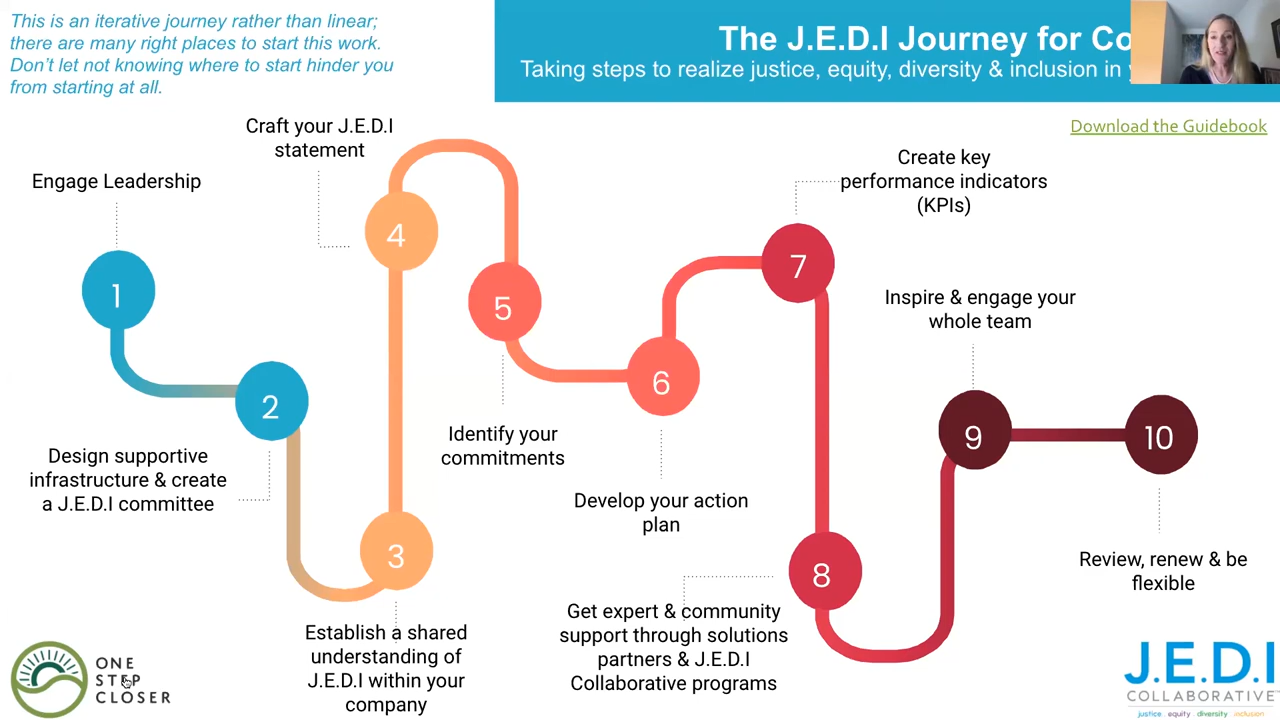 This is an iterative journey rather than linear;
there are many right places to start this work.
Don't let not knowing where to start hinder you
from starting at all.
The J.E.D.I Journey for
Taking steps to realize justice, equity, diversity & inclusion in
Download the Guidebook
Engage Leadership
1
Design supportive
infrastructure & create
a J.E.D.I committee
2
Establish a shared
understanding of
J.E.D.I within your
company
3
Craft your J.E.D.I
statement
4
Identify your
commitments
5
Develop your action
plan
6
Create key
performance indicators
(KPIs)
7
Get expert & community
support through solutions
partners & J.E.D.I
Collaborative programs
8
Inspire & engage your
whole team
9
Review, renew & be
flexible
10
ONE
STEP
CLOSER
J.E.D.I
COLLABORATIVE™
justice . equity . diversity . inclusion